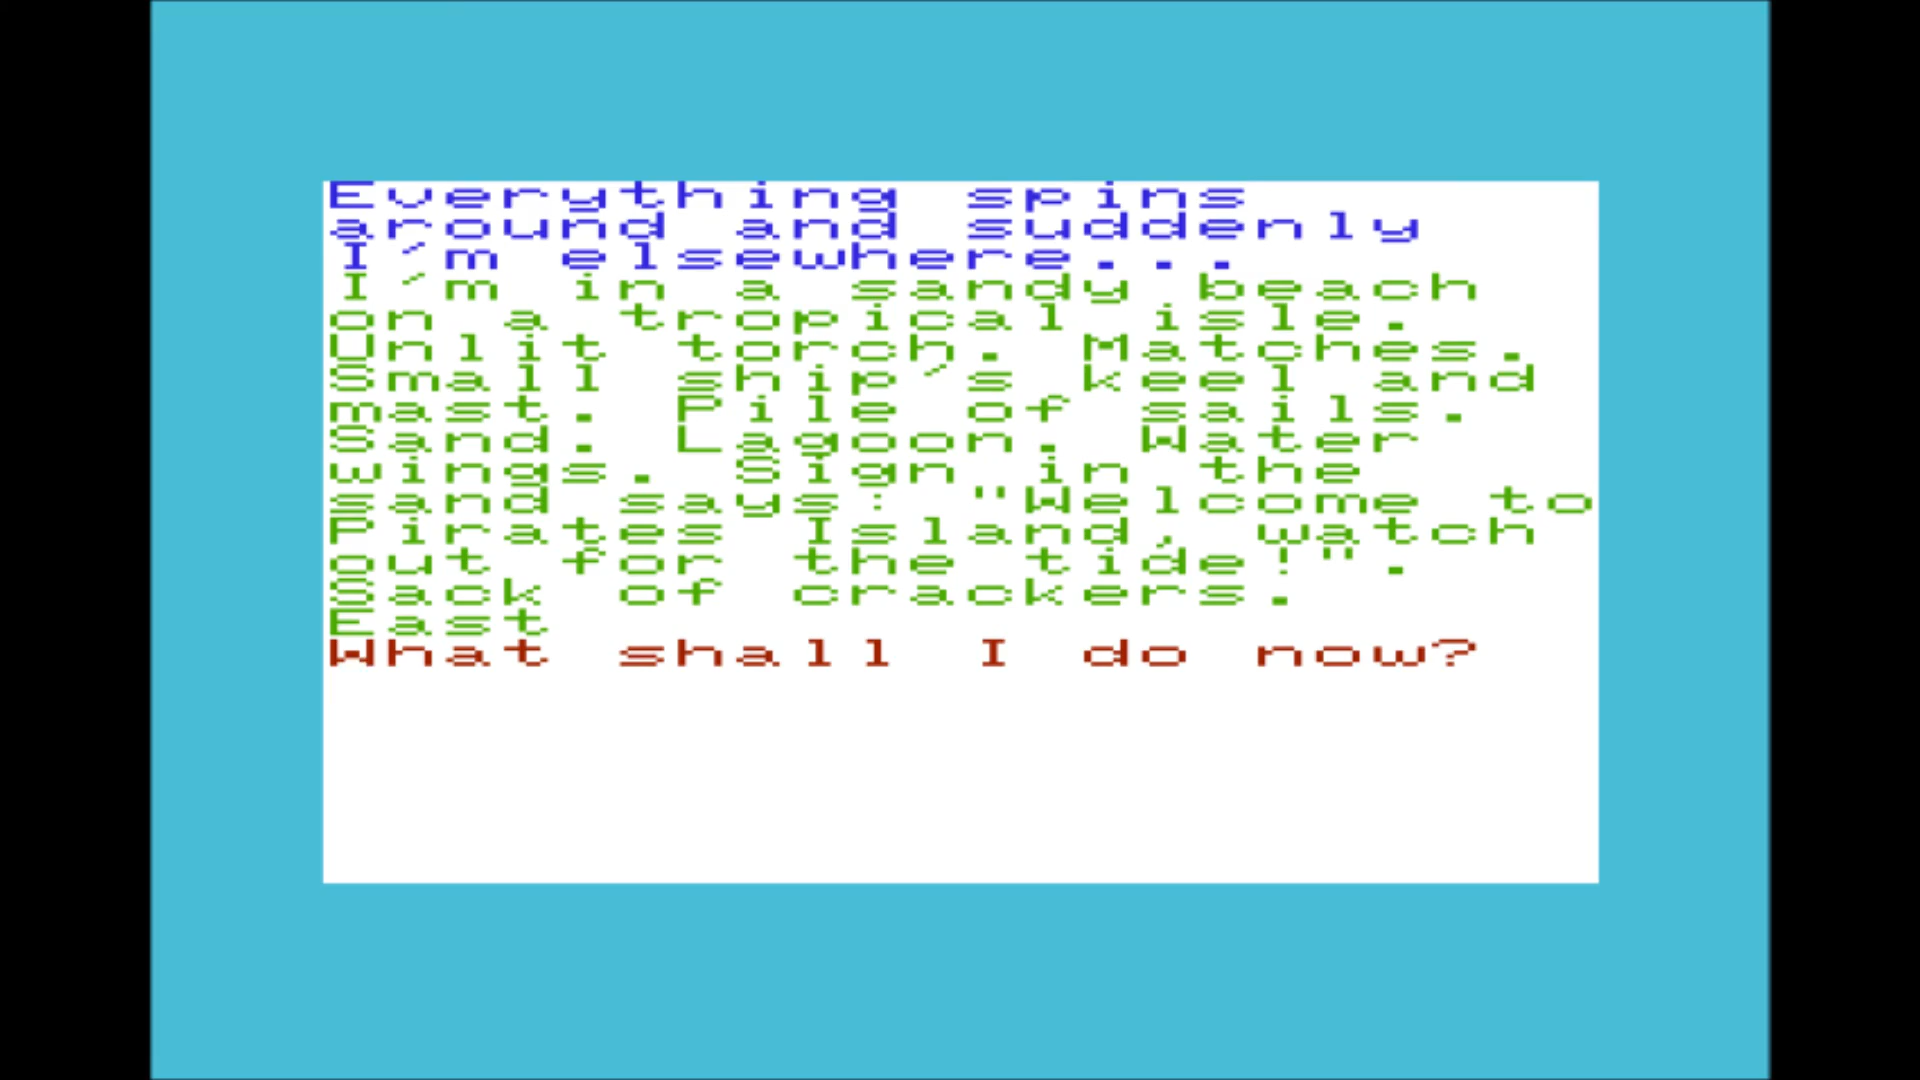 Everything spins
around and suddenly
I'm elsewhere...
I'm in a sandy beach
on a tropical isle.
Unlit torch. Matches.
Small ship's keel and
mast. Pile of sails.
Sand. Lagoon. Water
wings. Sign in the
sand says: "Welcome to
Pirates Island, watch
out for the tide!".
Sack of crackers.
East
What shall I do now?